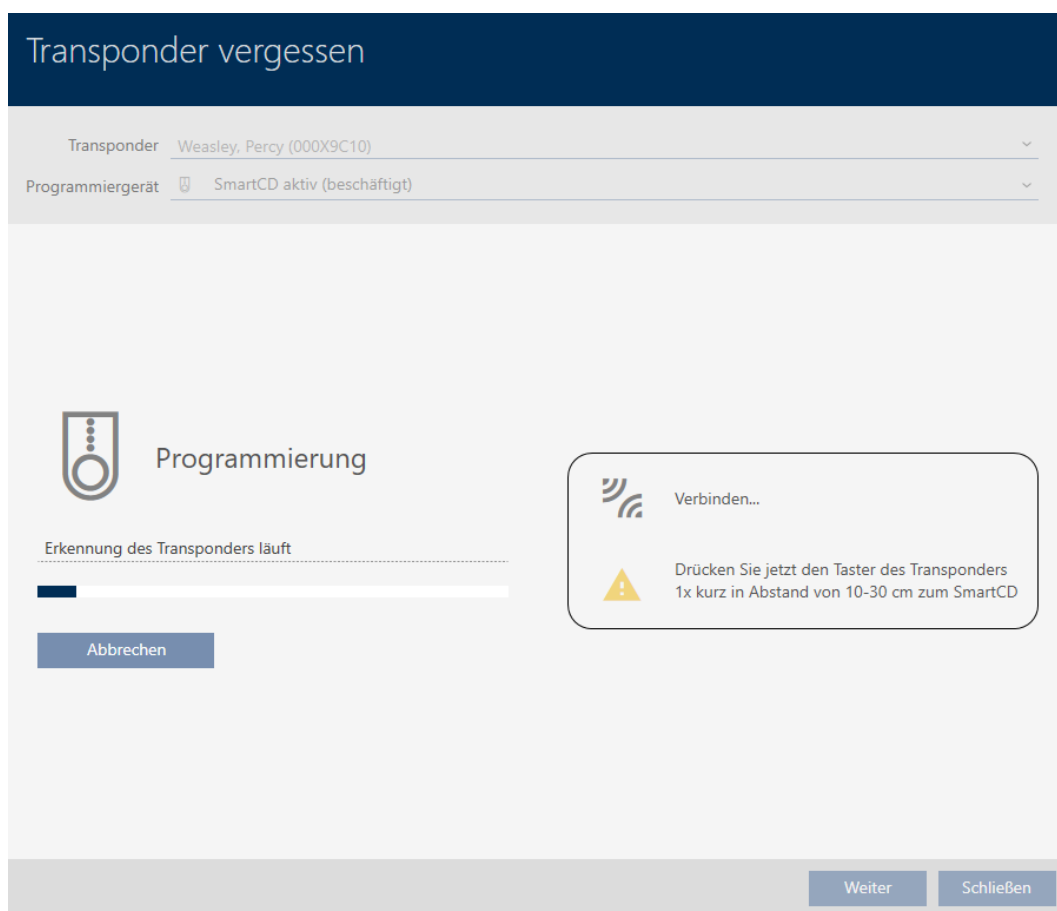 Transponder vergessen
Transponder Weasley, Percy (000X9C10)
Programmiergerät SmartCD aktiv (beschäftigt)
Programmierung
Erkennung des Transponders läuft
Abbrechen
Verbinden...
Drücken Sie jetzt den Taster des Transponders
1x kurz in Abstand von 10-30 cm zum SmartCD
Weiter Schließen